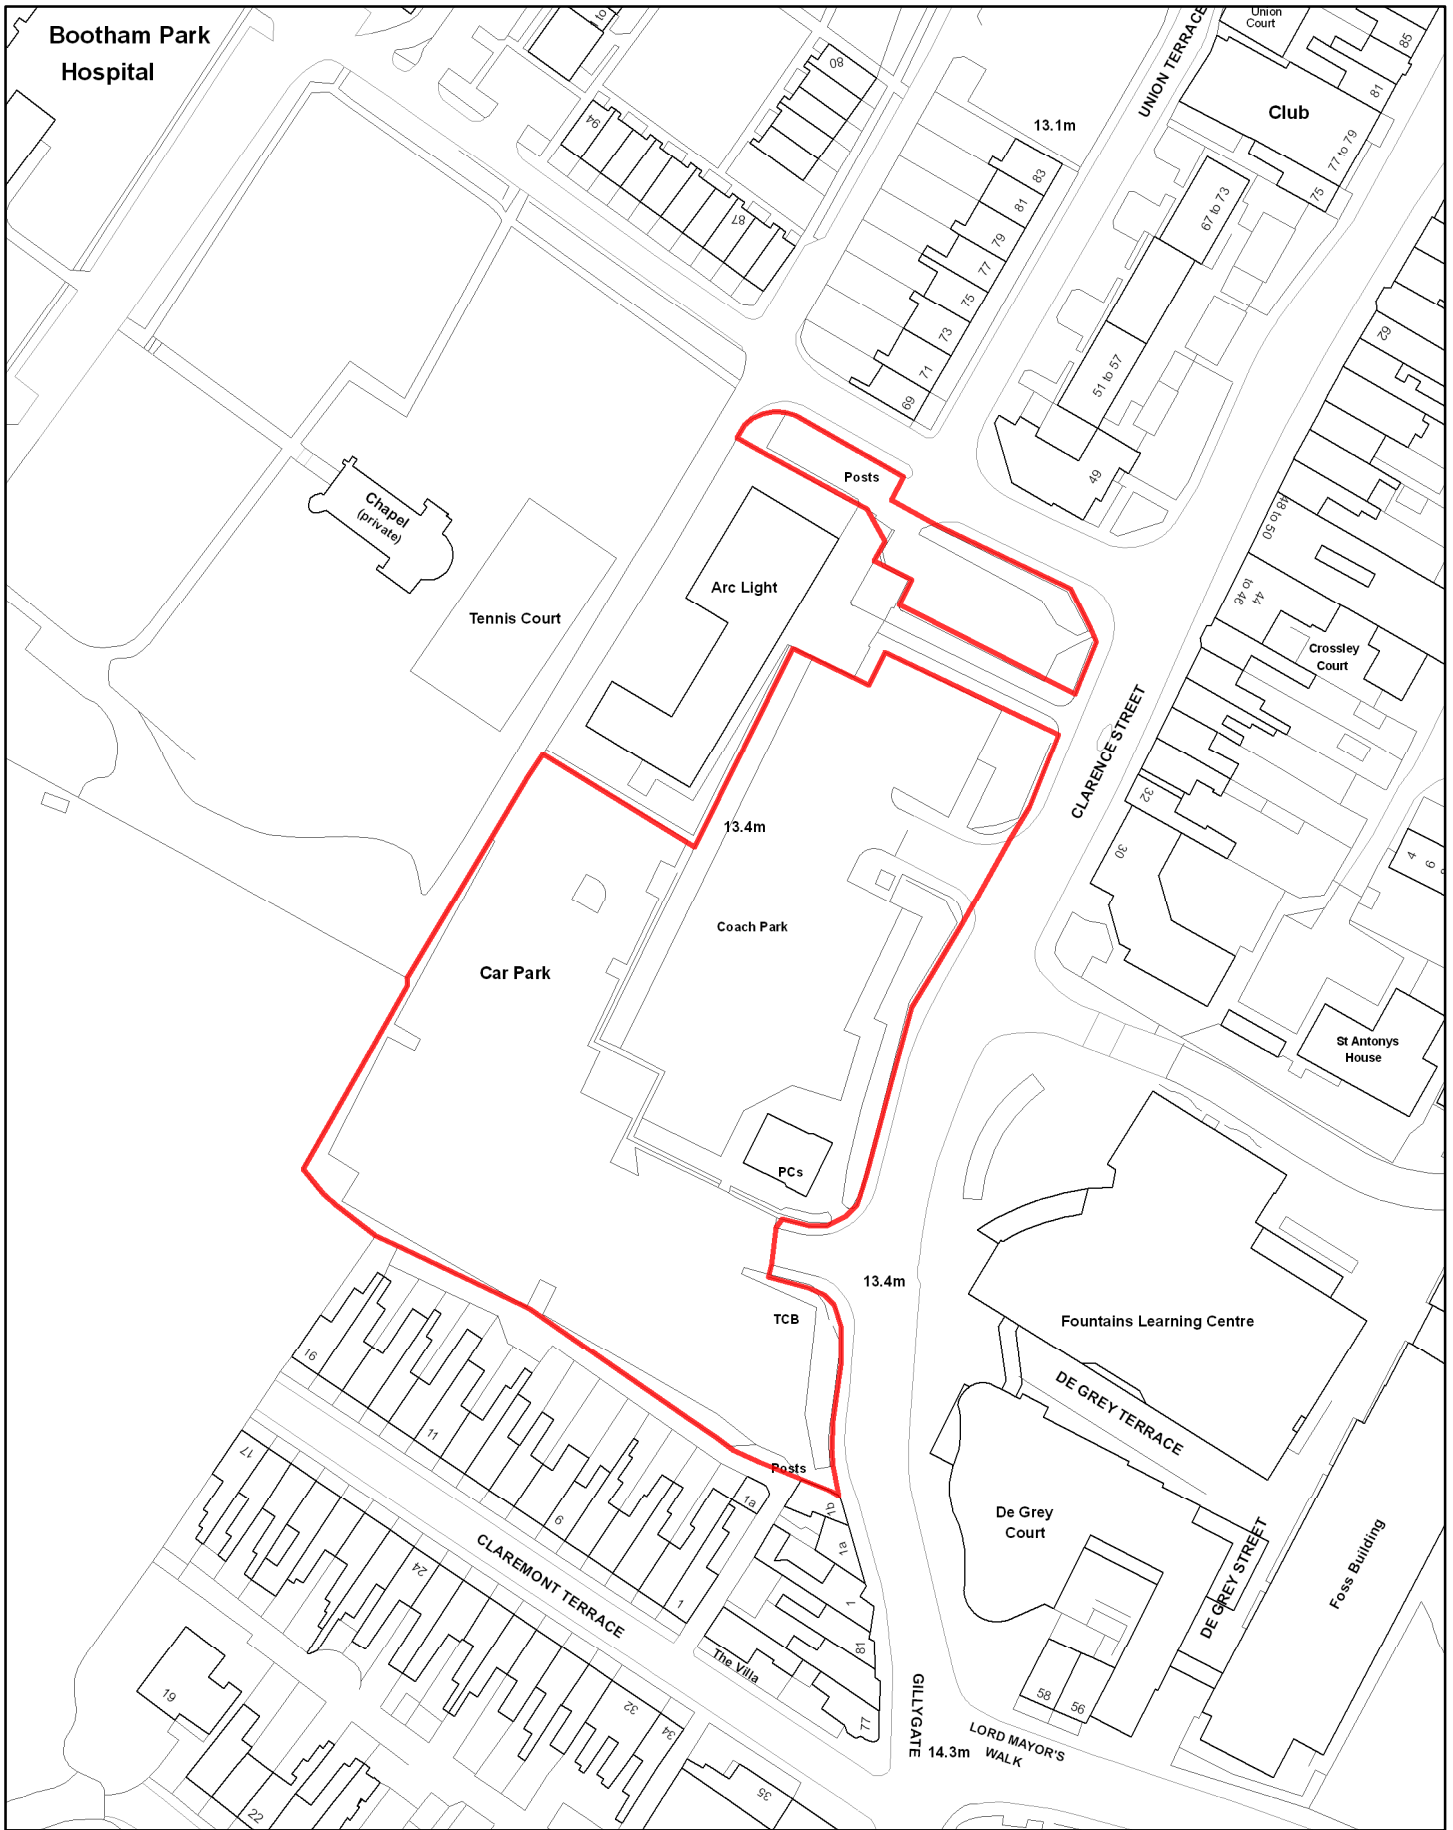 Bootham Park
Hospital
to
80
94
87
13.1m
UNION TERRACE
Union
Court
85
81
Club
77 to 79
75
67 to 73
83
81
79
77
75
73
71
69
51 to 57
49
62
48 to 50
44
to 46
Crossley
Court
Posts
Chapel
(private)
Arc Light
Tennis Court
CLARENCE STREET
32
30
4
6
13.4m
Coach Park
Car Park
St Antonys
House
PCs
13.4m
TCB
Fountains Learning Centre
DE GREY TERRACE
16
11
17
Posts
1a
1b
1a
9
1
1
81
77
De Grey
Court
DE GREY STREET
Foss Building
CLAREMONT TERRACE
24
The Villa
19
32
34
58
56
GILLYGATE
14.3m
LORD MAYOR'S
WALK
22
35